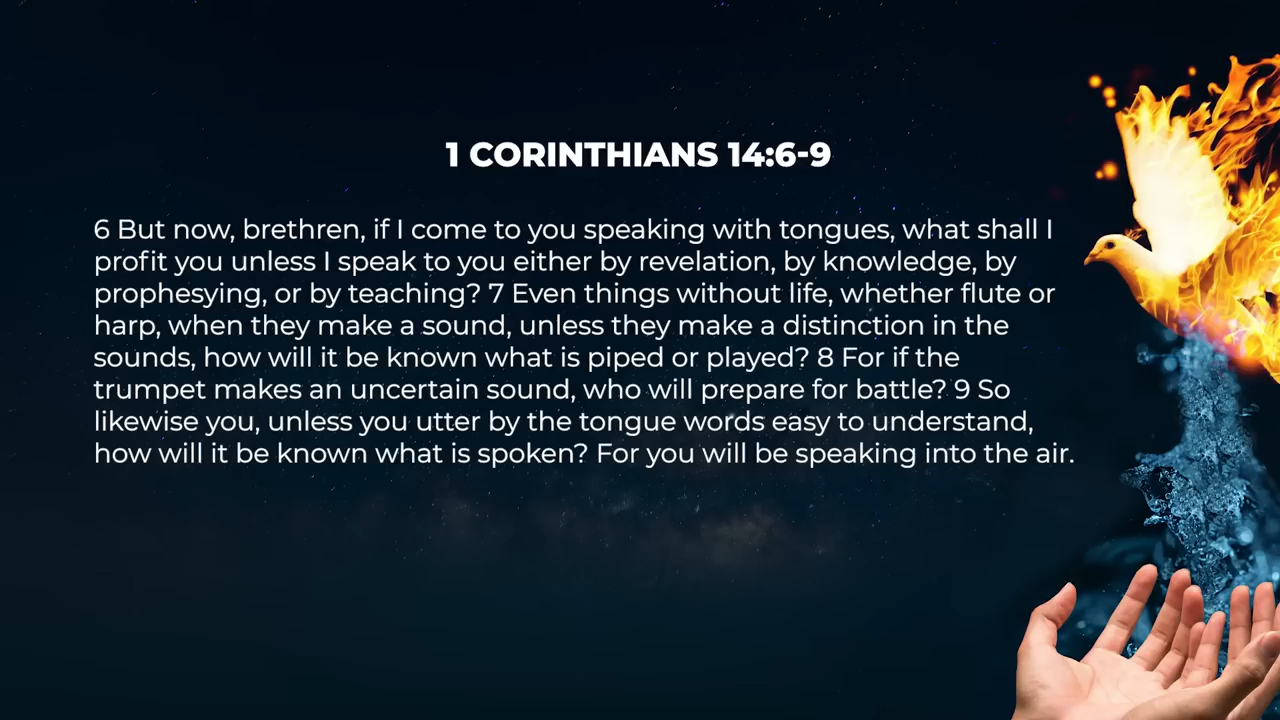 1 CORINTHIANS 14:6-9
6 But now, brethren, if I come to you speaking with tongues, what shall I
profit you unless I speak to you either by revelation, by knowledge, by
prophesying, or by teaching? 7 Even things without life, whether flute or
harp, when they make a sound, unless they make a distinction in the
sounds, how will it be known what is piped or played? 8 For if the
trumpet makes an uncertain sound, who will prepare for battle? 9 So
likewise you, unless you utter by the tongue words easy to understand,
how will it be known what is spoken? For you will be speaking into the air.